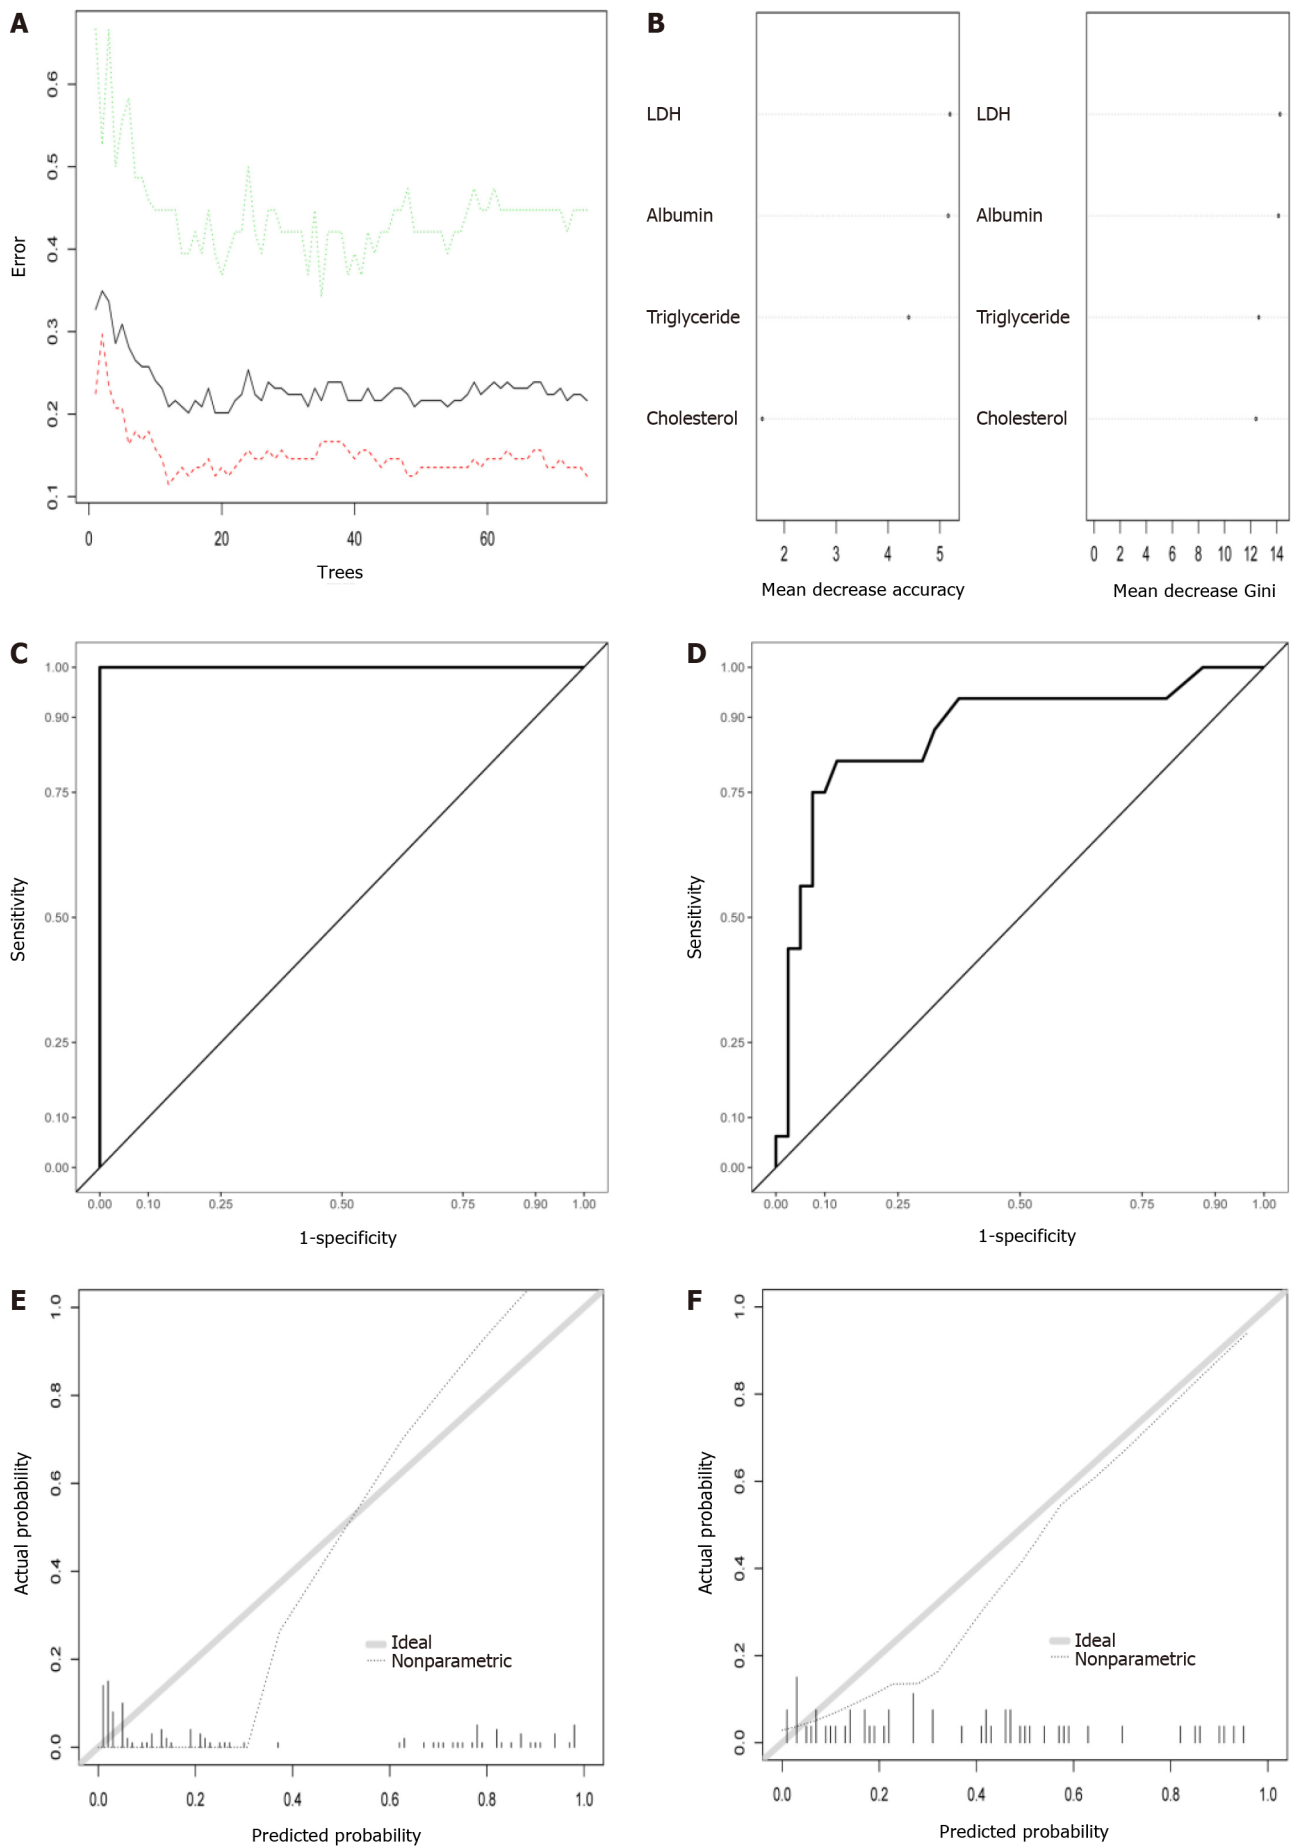 A
Error
0.6
0.5
0.4
0.3
0.2
0.1
0 20 40 60
Trees
B
LDH
Albumin
Triglyceride
Cholesterol
2 3 4 5
Mean decrease accuracy
LDH
Albumin
Triglyceride
Cholesterol
0 2 4 6 8 10 12 14
Mean decrease Gini
C
Sensitivity
1.00
0.90
0.75
0.50
0.25
0.10
0.00
0.00 0.10 0.25 0.50 0.75 0.90 1.00
1-specificity
D
Sensitivity
1.00
0.90
0.75
0.50
0.25
0.10
0.00
0.00 0.10 0.25 0.50 0.75 0.90 1.00
1-specificity
E
Actual probability
1.0
0.8
0.6
0.4
0.2
0.0
Ideal
Nonparametric
0.0 0.2 0.4 0.6 0.8 1.0
Predicted probability
F
Actual probability
1.0
0.8
0.6
0.4
0.2
0.0
Ideal
Nonparametric
0.0 0.2 0.4 0.6 0.8 1.0
Predicted probability